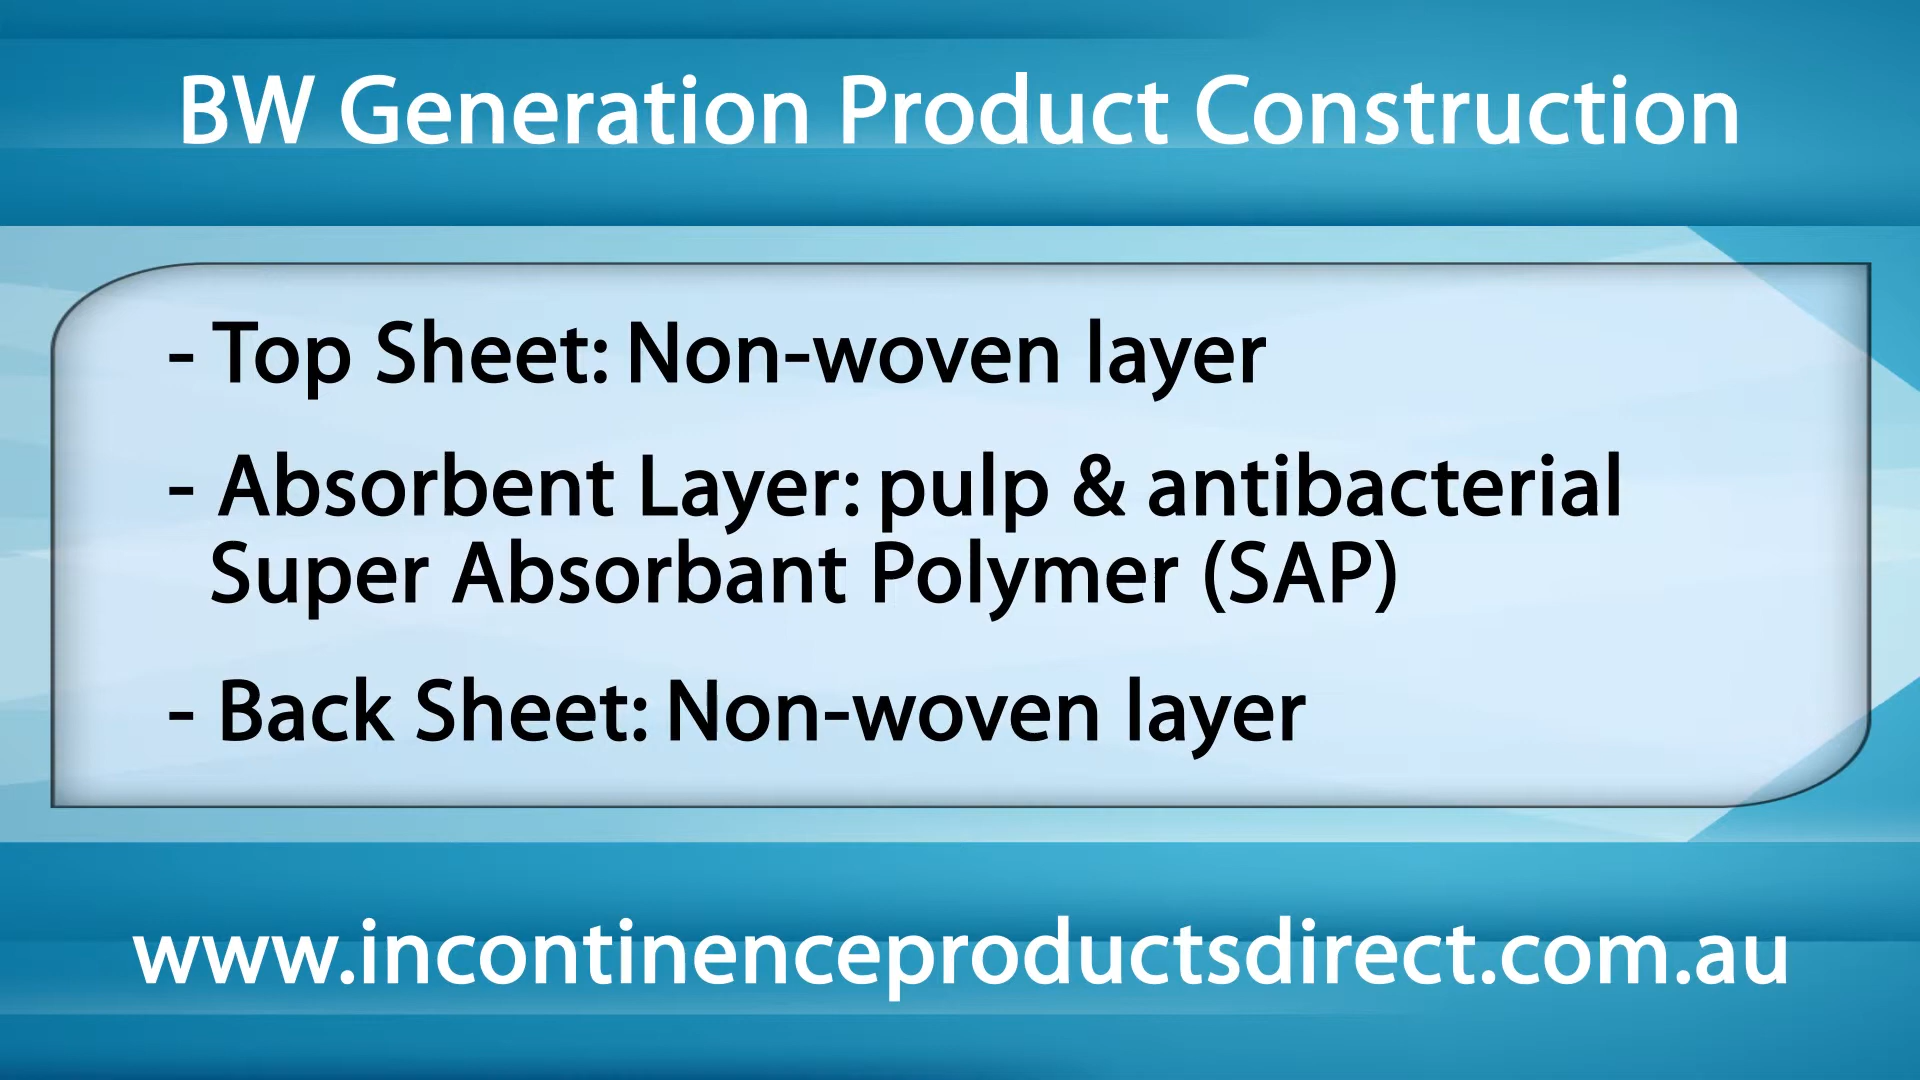 BW Generation Product Construction
- Top Sheet: Non-woven layer
- Absorbent Layer: pulp & antibacterial
Super Absorbant Polymer (SAP)
- Back Sheet: Non-woven layer
www.incontinenceproductsdirect.com.au